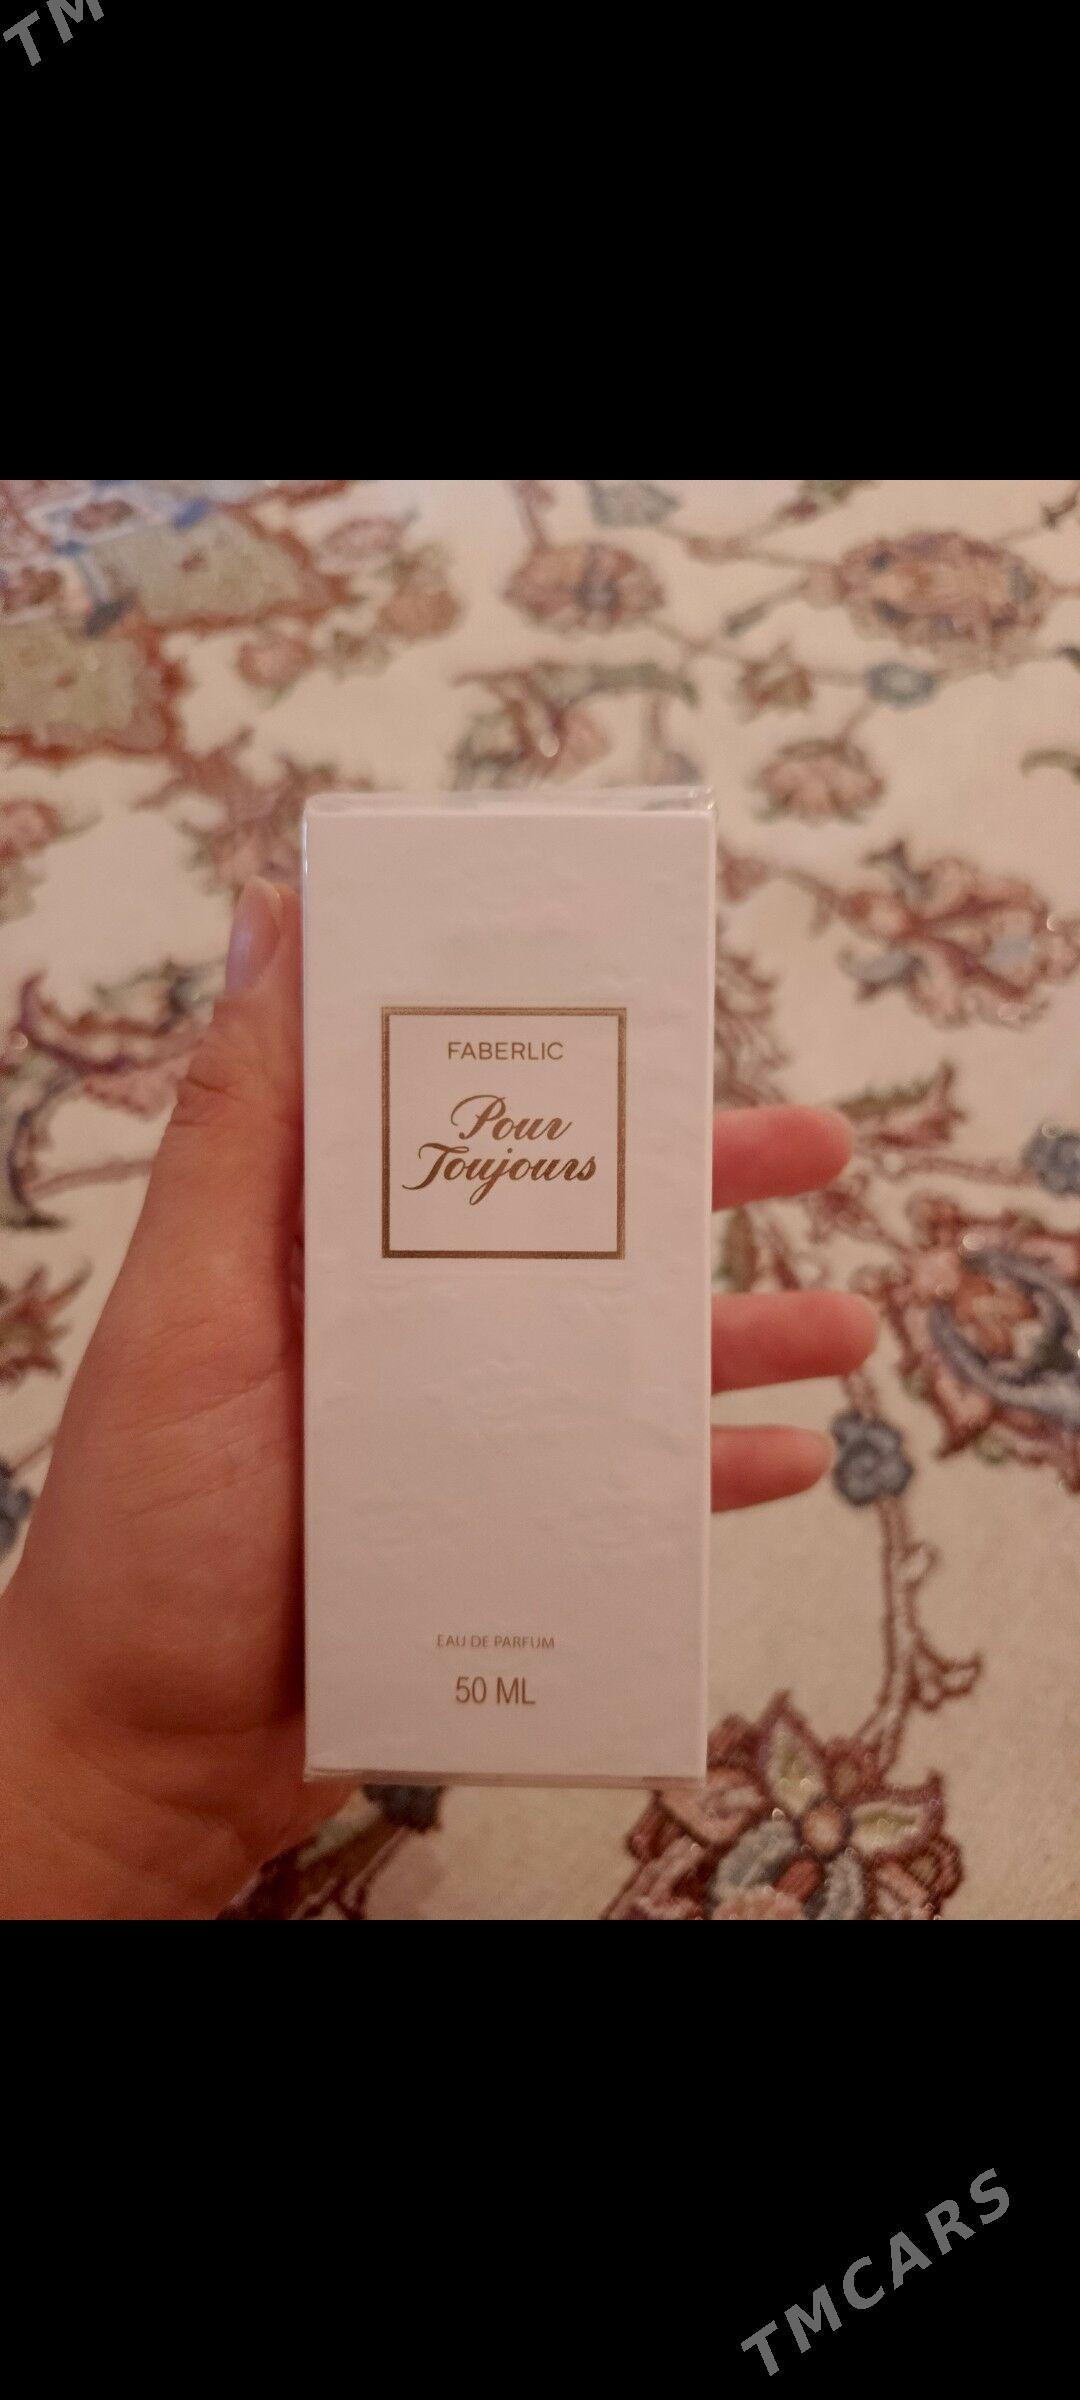 TM
FABERLIC
Pour
Toujours
EAU DE PARFUM
50 ML
TMCARS